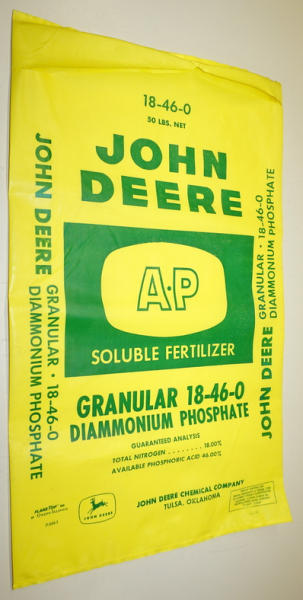 18-46-0
50 LBS. NET
JOHN
DEERE
A·P
SOLUBLE FERTILIZER
GRANULAR 18-46-0
DIAMMONIUM PHOSPHATE
GUARANTEED ANALYSIS
TOTAL NITROGEN . . . . . . . . 18.00%
AVAILABLE PHOSPHORIC ACID 46.00%
JOHN DEERE
JOHN DEERE CHEMICAL COMPANY
TULSA, OKLAHOMA
JOHN DEERE GRANULAR · 18-46-0
DIAMMONIUM PHOSPHATE
JOHN DEERE GRANULAR · 18-46-0
DIAMMONIUM PHOSPHATE